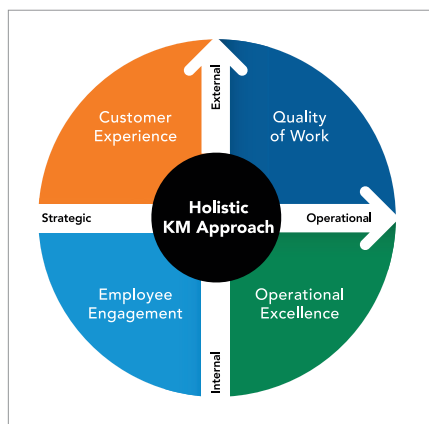 External
Customer
Experience
Quality
of Work
Strategic
Holistic
KM Approach
Operational
Employee
Engagement
Operational
Excellence
Internal